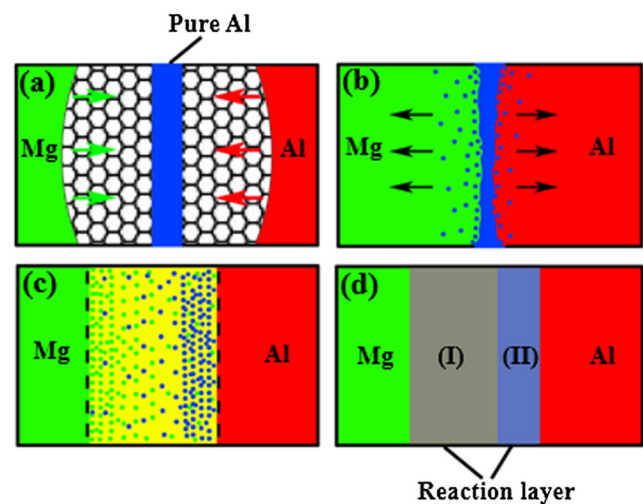 Pure Al
(a)
Mg
Al
(b)
Mg
Al
(c)
Mg
Al
(d)
Mg
(I)
(II)
Al
Reaction layer